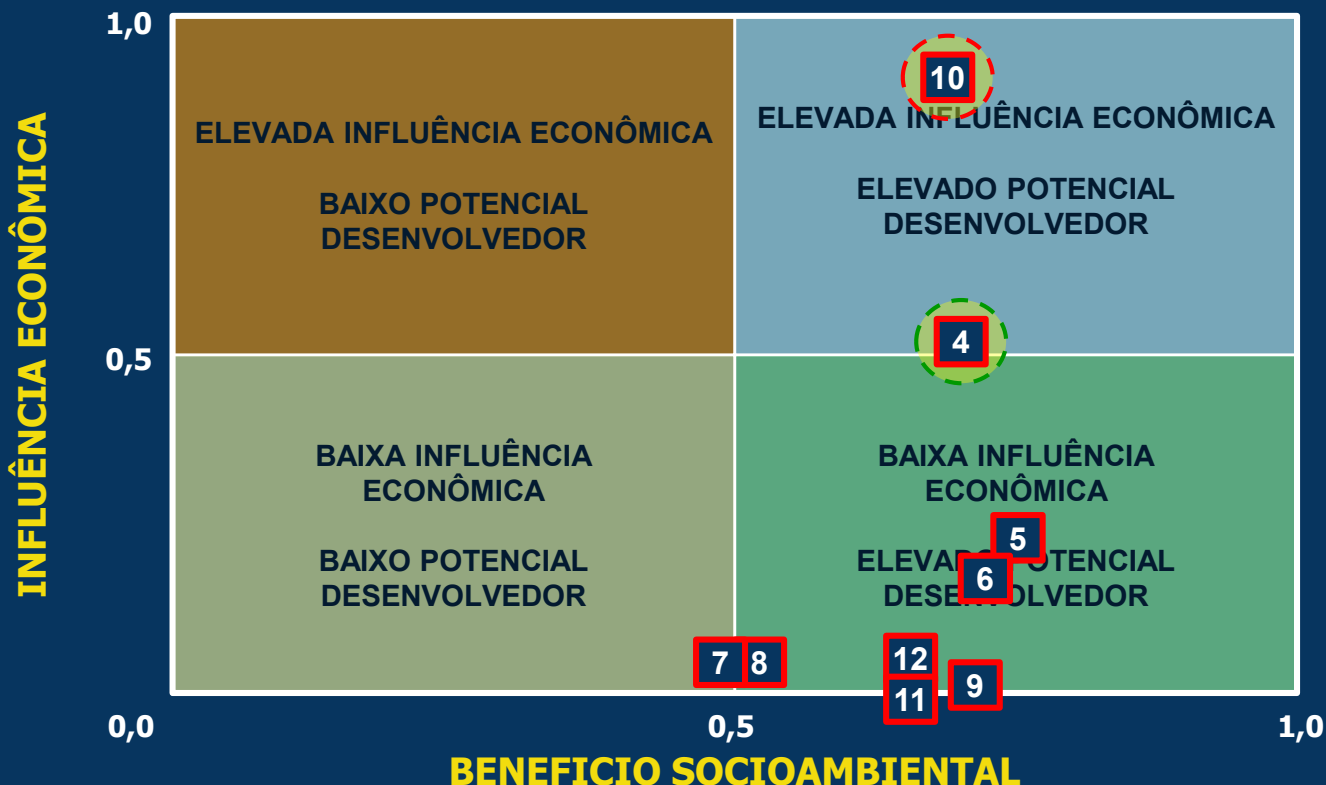 1,0
10
ELEVADA INFLUÊNCIA ECONÔMICA
BAIXO POTENCIAL
DESENVOLVEDOR
ELEVADA INFLUÊNCIA ECONÔMICA
ELEVADO POTENCIAL
DESENVOLVEDOR
INFLUÊNCIA ECONÔMICA
0,5
4
BAIXA INFLUÊNCIA
ECONÔMICA
BAIXO POTENCIAL
DESENVOLVEDOR
BAIXA INFLUÊNCIA
ECONÔMICA
5
ELEVADO POTENCIAL
6
DESENVOLVEDOR
7
8
12
9
11
0,0
0,5
1,0
BENEFICIO SOCIOAMBIENTAL